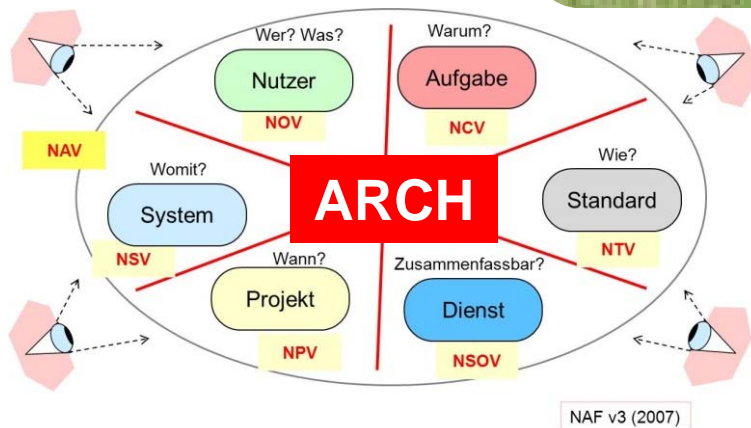 Wer? Was?
Nutzer
NOV
Warum?
Aufgabe
NCV
NAV
Womit?
System
NSV
ARCH
Wie?
Standard
NTV
Wann?
Projekt
NPV
Zusammenfassbar?
Dienst
NSOV
NAF v3 (2007)